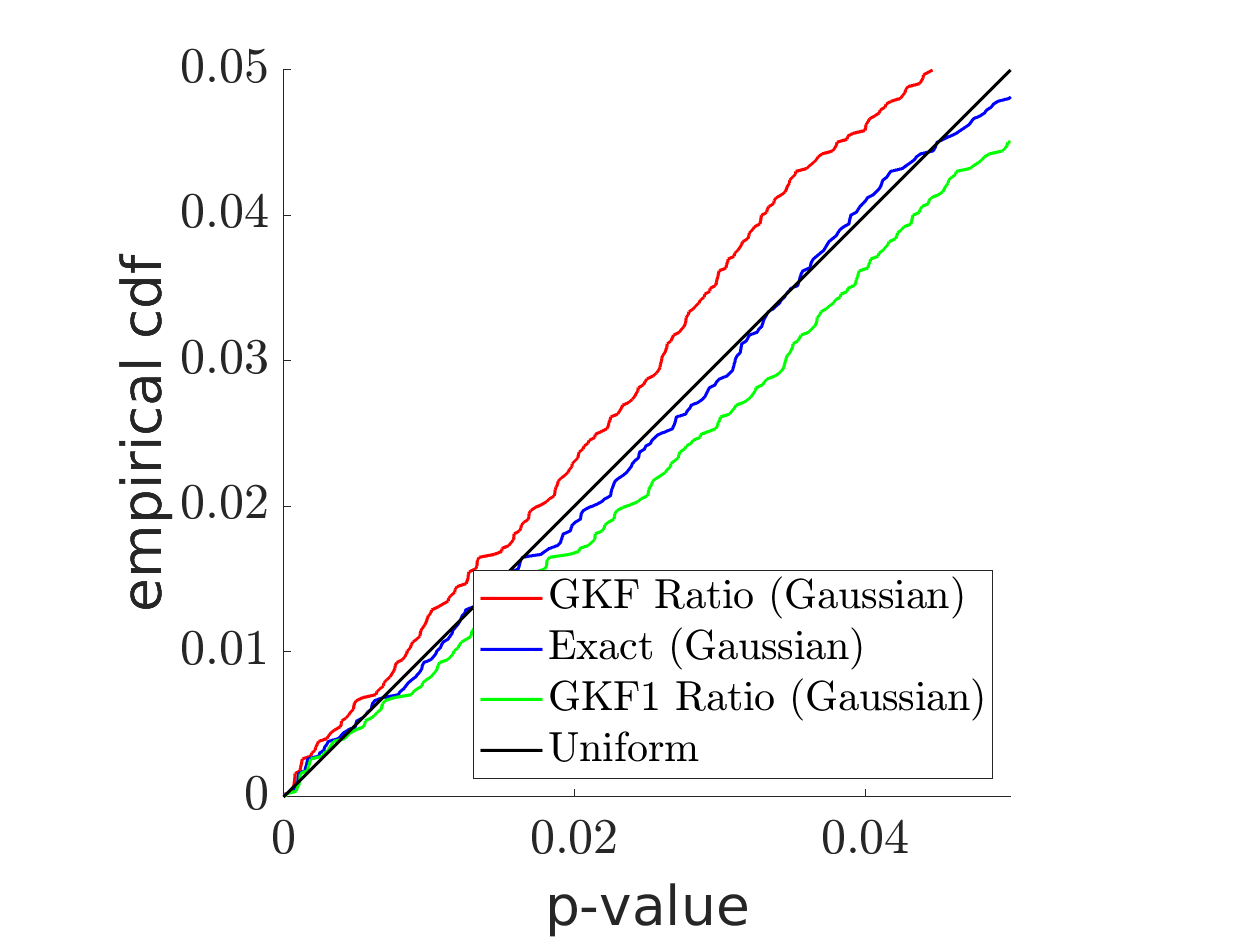 0.05
0.04
0.03
0.02
0.01
0
empirical cdf
GKF Ratio (Gaussian)
Exact (Gaussian)
GKF1 Ratio (Gaussian)
Uniform
0 0.02 0.04
p-value